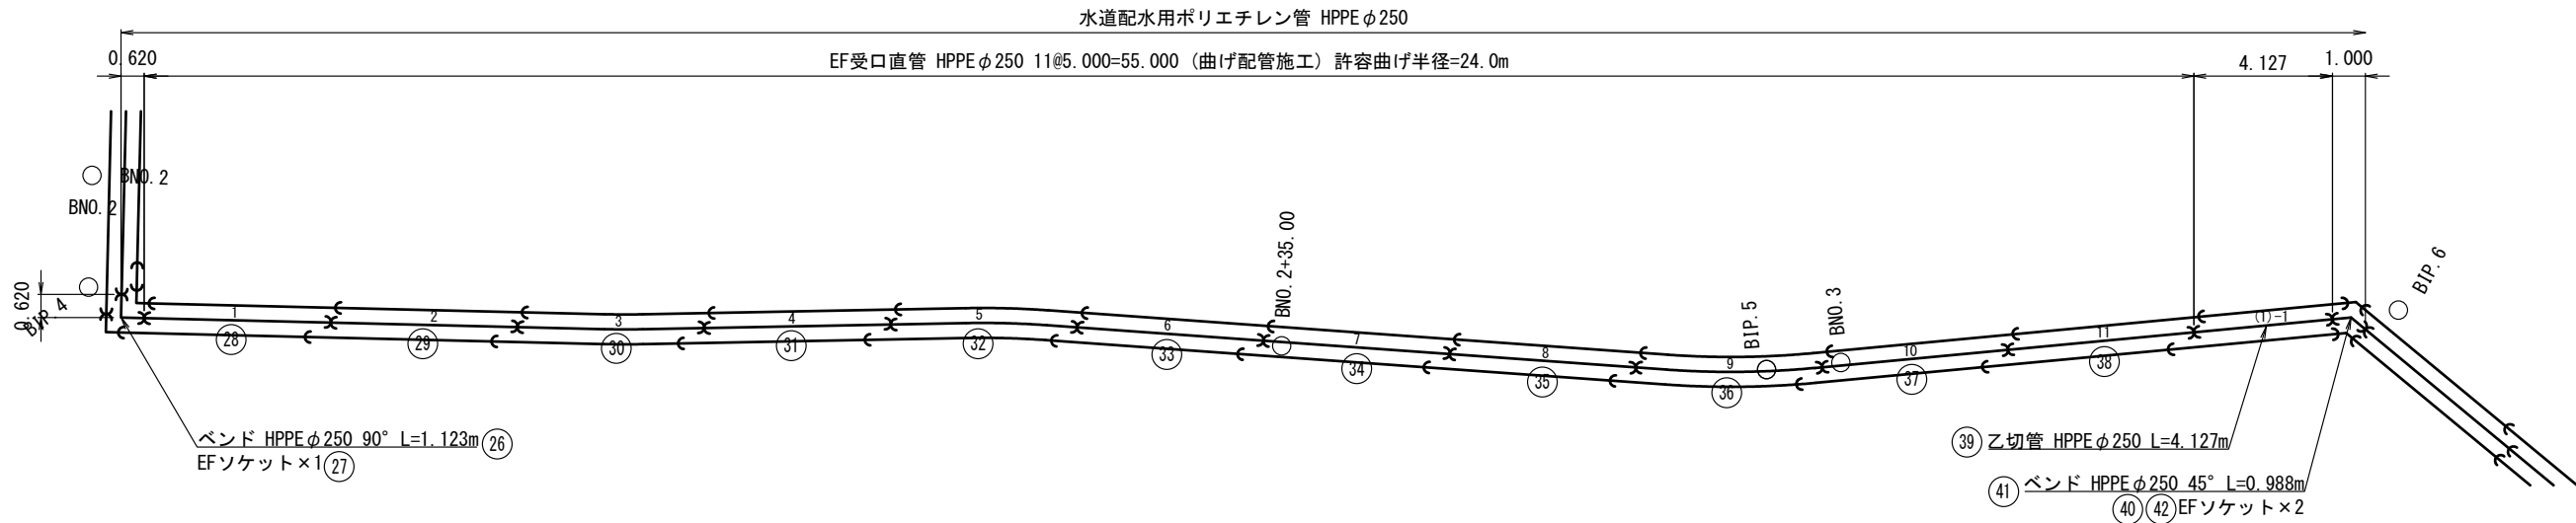 水道配水用ポリエチレン管 HPPEφ250
0.620
EF受口直管 HPPEφ250 11@5.000=55.000 (曲げ配管施工) 許容曲げ半径=24.0m
4.127
1.000
BNO.2
BNO.2
0.620
BIP.4
BNO.2+35.00
BIP.5
BNO.3
BIP.6
1
2
3
4
5
6
7
8
9
10
11
①-1
28
29
30
31
32
33
34
35
36
37
38
ベンド HPPEφ250 90° L=1.123m 26
EFソケット×1 27
39 乙切管 HPPEφ250 L=4.127m
41 ベンド HPPEφ250 45° L=0.988m
40 42 EFソケット×2